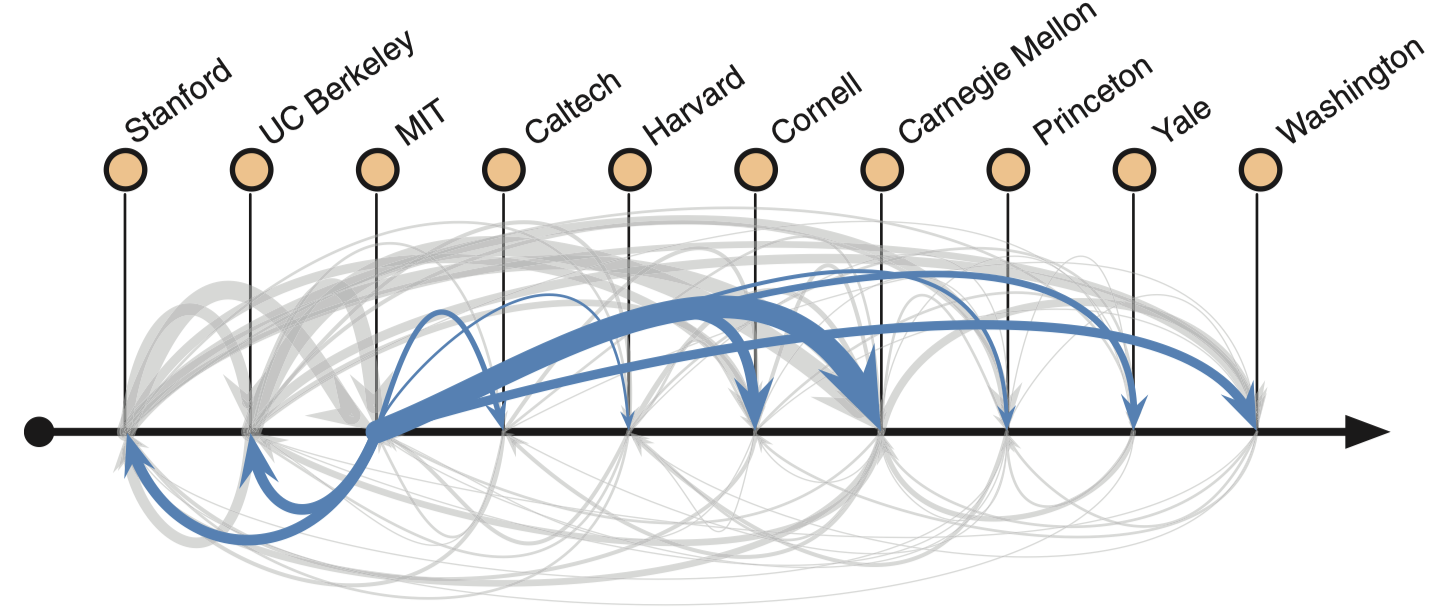 Stanford
UC Berkeley
MIT
Caltech
Harvard
Cornell
Carnegie Mellon
Princeton
Yale
Washington